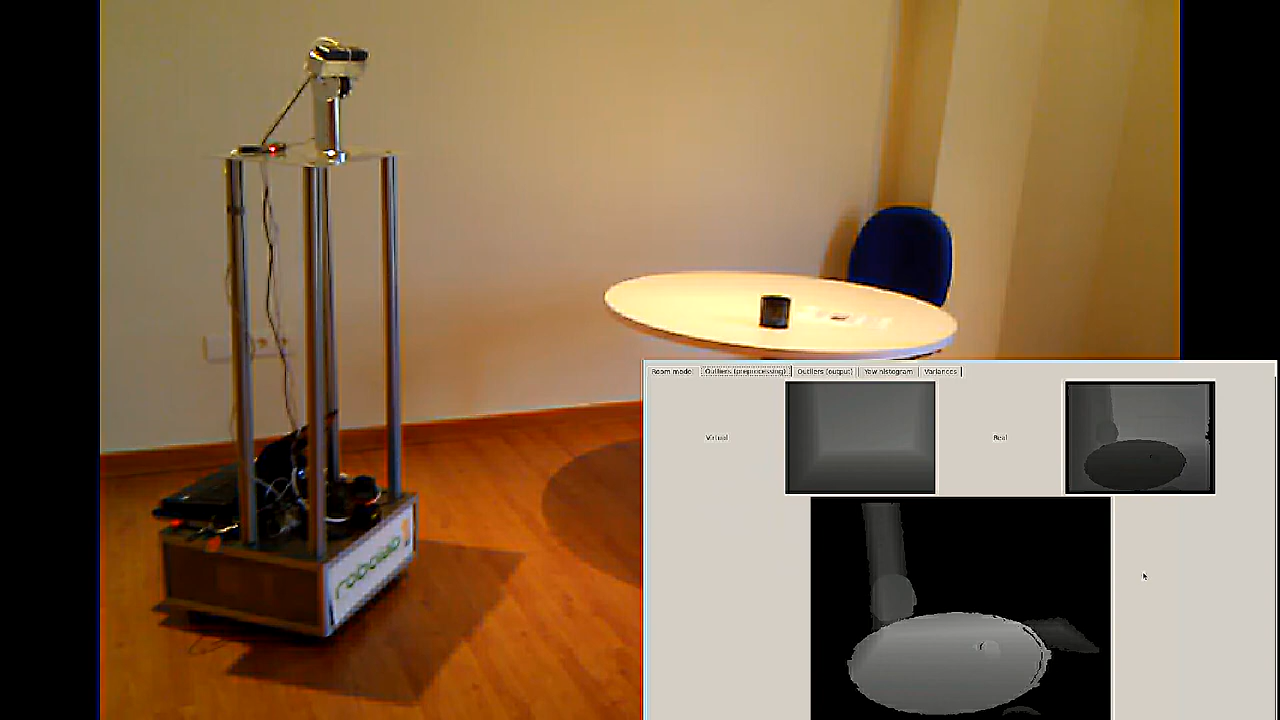 robolab
Room mode
Outliers (preprocessing)
Outliers (output)
Yaw histogram
Variances
Virtual
Real